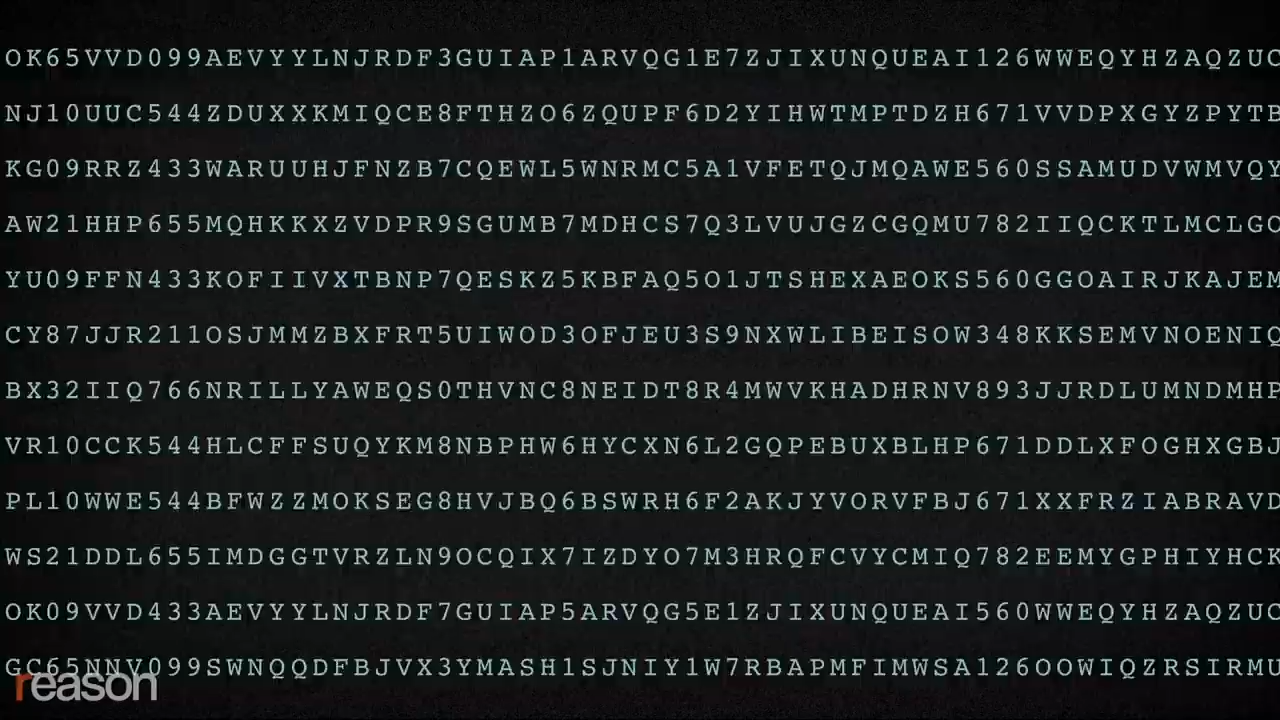 OK65VVD099AEVYYLNJRDF3GUIAP1ARVQG1E7ZJIXUNQUEAI126WWEQYHZAQZUC
NJ10UUC544ZDUXXKMIQCE8FTHZO6ZQUPF6D2YIHWTMPTDZH671VVDPXGYZPYTB
KG09RRZ433WARUUHJFNZB7CQEWL5WNRMC5A1VFETQJMQAWE560SSAMUDVWMVQY
AW21HHP655MQHKKXZVDPR9SGUMB7MDHCS7Q3LVUJGZCGQMU782IIQCKTLMCLGO
YU09FFN433KOFIIVXTBNP7QESKZ5KBFAQ5O1JTSHEXAEOKS560GGOAIRJKAJEM
CY87JJR211OSJMMZBXFRT5UIWOD3OFJEU3S9NXWLIBEISOW348KKSEMVNOENIQ
BX32IIQ766NRILLYAWEQS0THVNC8NEIDT8R4MWVKHADHRNV893JJRDLUMNDMHP
VR10CCK544HLCFFSUQYKM8NBPHW6HYCXN6L2GQPEBUXBLHP671DDLXFOGHXGBJ
PL10WWE544BFWZZMOKSEG8HVJBQ6BSWRH6F2AKJYVORVFBJ671XXFRZIABRAVD
WS21DDL655IMDGGTVRZLN9OCQIX7IZDYO7M3HRQFCVYCMIQ782EEMYGPHIYHCK
OK09VVD433AEVYYLNJRDF7GUIAP5ARVQG5E1ZJIXUNQUEAI560WWEQYHZAQZUC
GC65NNV099SWNQQDFBJVX3YMASH1SJNIY1W7RBAPMFIMWSA126OOWIQZRSIRMU
reason